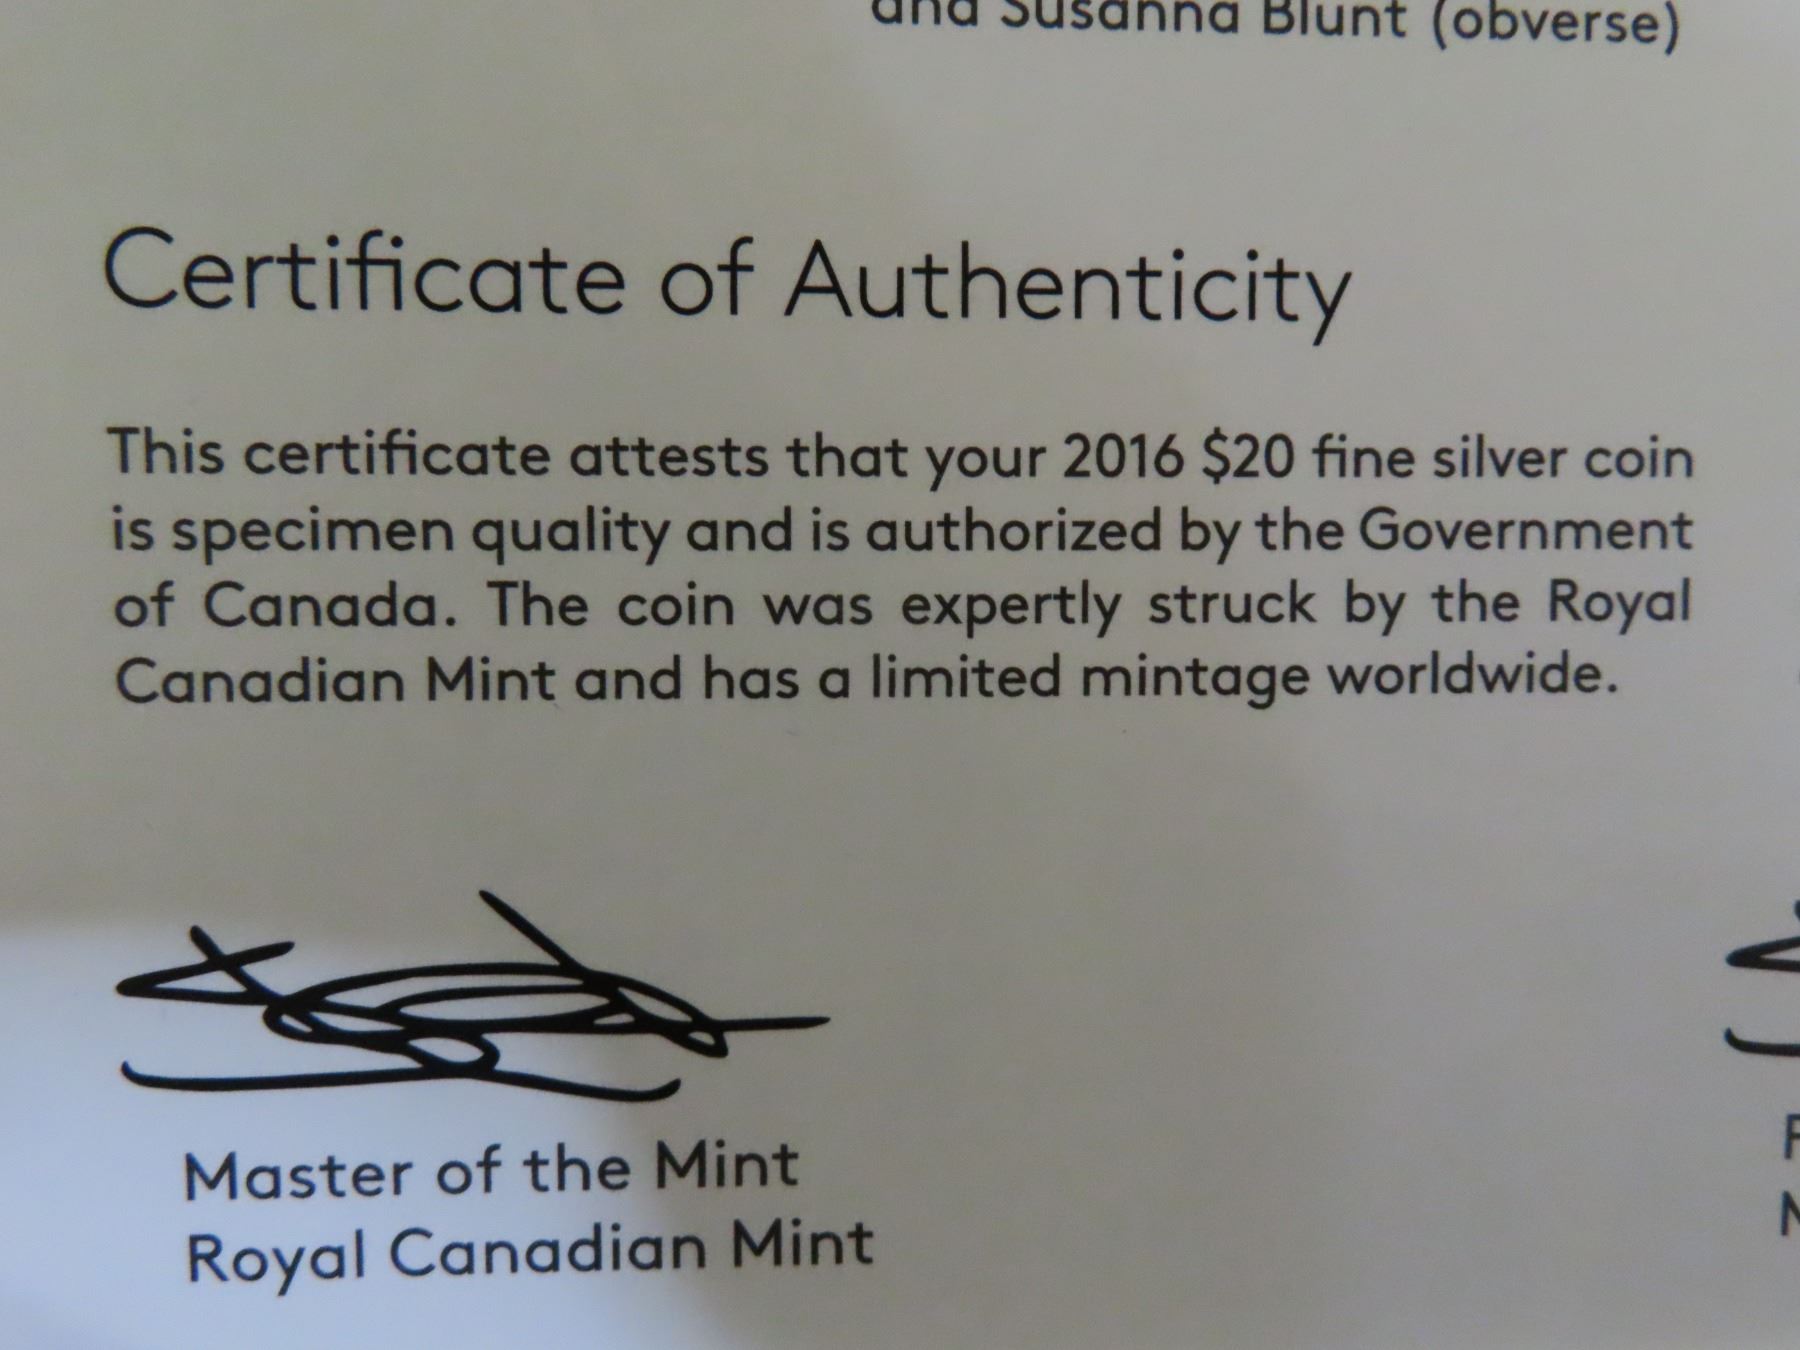 and Susanna Blunt (obverse)
Certificate of Authenticity
This certificate attests that your 2016 $20 fine silver coin
is specimen quality and is authorized by the Government
of Canada. The coin was expertly struck by the Royal
Canadian Mint and has a limited mintage worldwide.
Master of the Mint
Royal Canadian Mint